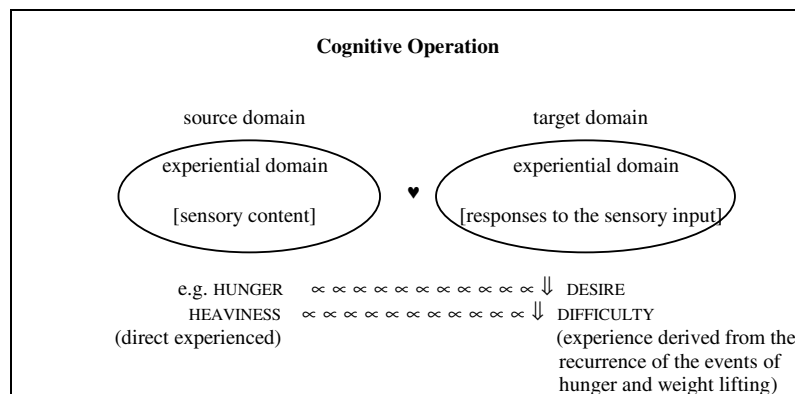 Cognitive Operation
source domain target domain
experiential domain experiential domain
♥
[sensory content] [responses to the sensory input]
e.g. HUNGER ∝ ∝ ∝ ∝ ∝ ∝ ∝ ∝ ∝ ∝ ∝ ⇓ DESIRE
HEAVINESS ∝ ∝ ∝ ∝ ∝ ∝ ∝ ∝ ∝ ∝ ∝ ⇓ DIFFICULTY
(direct experienced) (experience derived from the
recurrence of the events of
hunger and weight lifting)